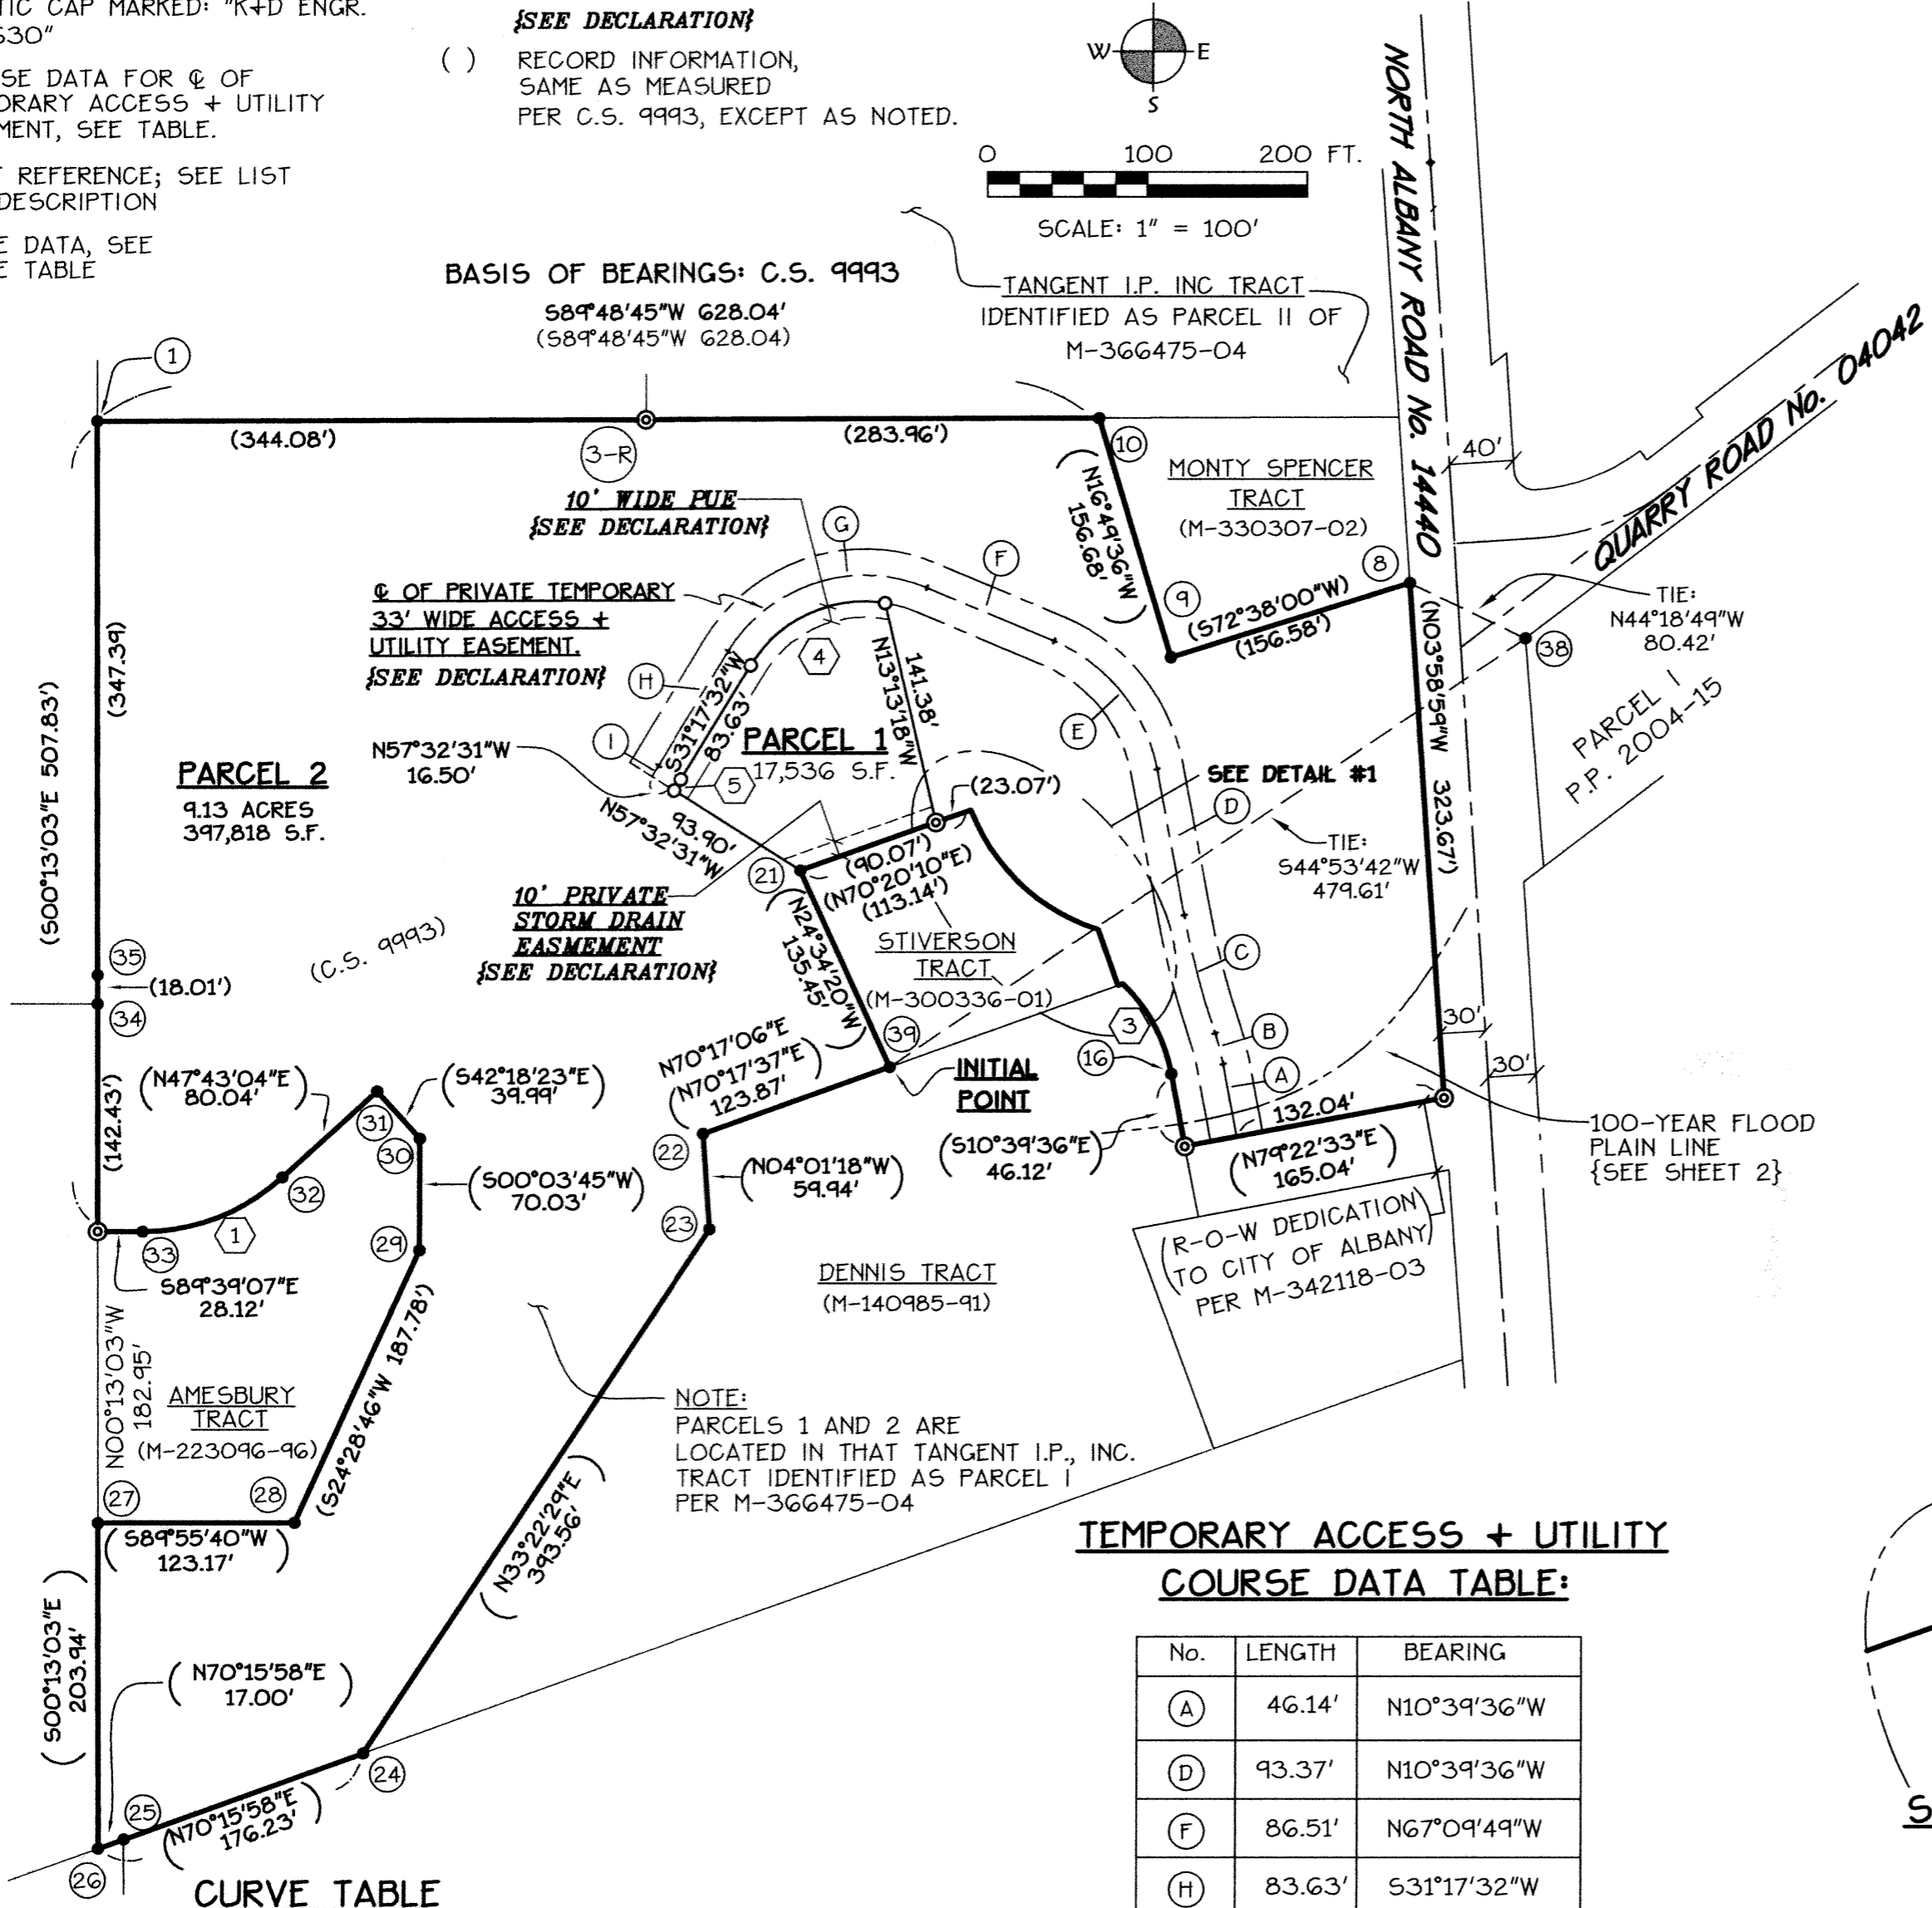 TIC CAP MARKED: "K+D ENGR.
530"
SE DATA FOR ℄ OF
ORARY ACCESS + UTILITY
MENT, SEE TABLE.
T REFERENCE; SEE LIST
DESCRIPTION
E DATA, SEE
E TABLE
{SEE DECLARATION}
( ) RECORD INFORMATION,
SAME AS MEASURED
PER C.S. 9993, EXCEPT AS NOTED.
W E
S
0 100 200 FT.
SCALE: 1" = 100'
BASIS OF BEARINGS: C.S. 9993
S89°48'45"W 628.04'
(S89°48'45"W 628.04)
TANGENT I.P. INC TRACT
IDENTIFIED AS PARCEL II OF
M-366475-04
NORTH ALBANY ROAD No. 14440
QUARRY ROAD No. 04042
40'
1
(344.08')
3-R
(283.96')
10
(N16°49'36"W
156.68')
MONTY SPENCER
TRACT
(M-330307-02)
8
9
(S72°38'00"W)
(156.58')
TIE:
N44°18'49"W
80.42'
38
(N03°58'59"W 323.67')
PARCEL 1
P.P. 2004-15
10' WIDE PUE
{SEE DECLARATION}
G
F
℄ OF PRIVATE TEMPORARY
33' WIDE ACCESS +
UTILITY EASEMENT.
{SEE DECLARATION}
H
4
E
I
S31°17'32"W
83.63'
N13°13'18"W
141.38'
PARCEL 1
17,536 S.F.
5
N57°32'31"W
16.50'
93.90'
N57°32'31"W
(347.39)
(S00°13'03"E 507.83')
PARCEL 2
9.13 ACRES
397,818 S.F.
(23.07')
SEE DETAIL #1
D
TIE:
S44°53'42"W
479.61'
21
(90.07')
(N70°20'10"E)
(113.14')
10' PRIVATE
STORM DRAIN
EASMEMENT
{SEE DECLARATION}
(N24°34'20"W
135.45')
STIVERSON
TRACT
(M-300336-01)
C
35
(18.01')
34
(C.S. 9993)
39
3
B
16
A
30'
30'
N70°17'06"E
(N70°17'37"E)
123.87'
INITIAL
POINT
132.04'
(N79°22'33"E
165.04')
(S10°39'36"E)
46.12'
100-YEAR FLOOD
PLAIN LINE
{SEE SHEET 2}
(142.43')
(N47°43'04"E)
80.04'
(S42°18'23"E)
39.99'
31
30
22
(N04°01'18"W)
59.94'
32
(S00°03'45"W)
70.03'
23
33
1
29
S89°39'07"E
28.12'
DENNIS TRACT
(M-140985-91)
(R-O-W DEDICATION
TO CITY OF ALBANY)
PER M-342118-03
N00°13'03"W
182.95'
AMESBURY
TRACT
(M-223096-96)
(S24°28'46"W 187.78')
NOTE:
PARCELS 1 AND 2 ARE
LOCATED IN THAT TANGENT I.P., INC.
TRACT IDENTIFIED AS PARCEL I
PER M-366475-04
27
28
(S89°55'40"W
123.17')
(N33°22'29"E
393.56')
(S00°13'03"E
203.94')
(N70°15'58"E
17.00')
24
25
(N70°15'58"E
176.23')
26
CURVE TABLE
TEMPORARY ACCESS + UTILITY
COURSE DATA TABLE:
No. LENGTH BEARING
A 46.14' N10°39'36"W
D 93.37' N10°39'36"W
F 86.51' N67°09'49"W
H 83.63' S31°17'32"W
S